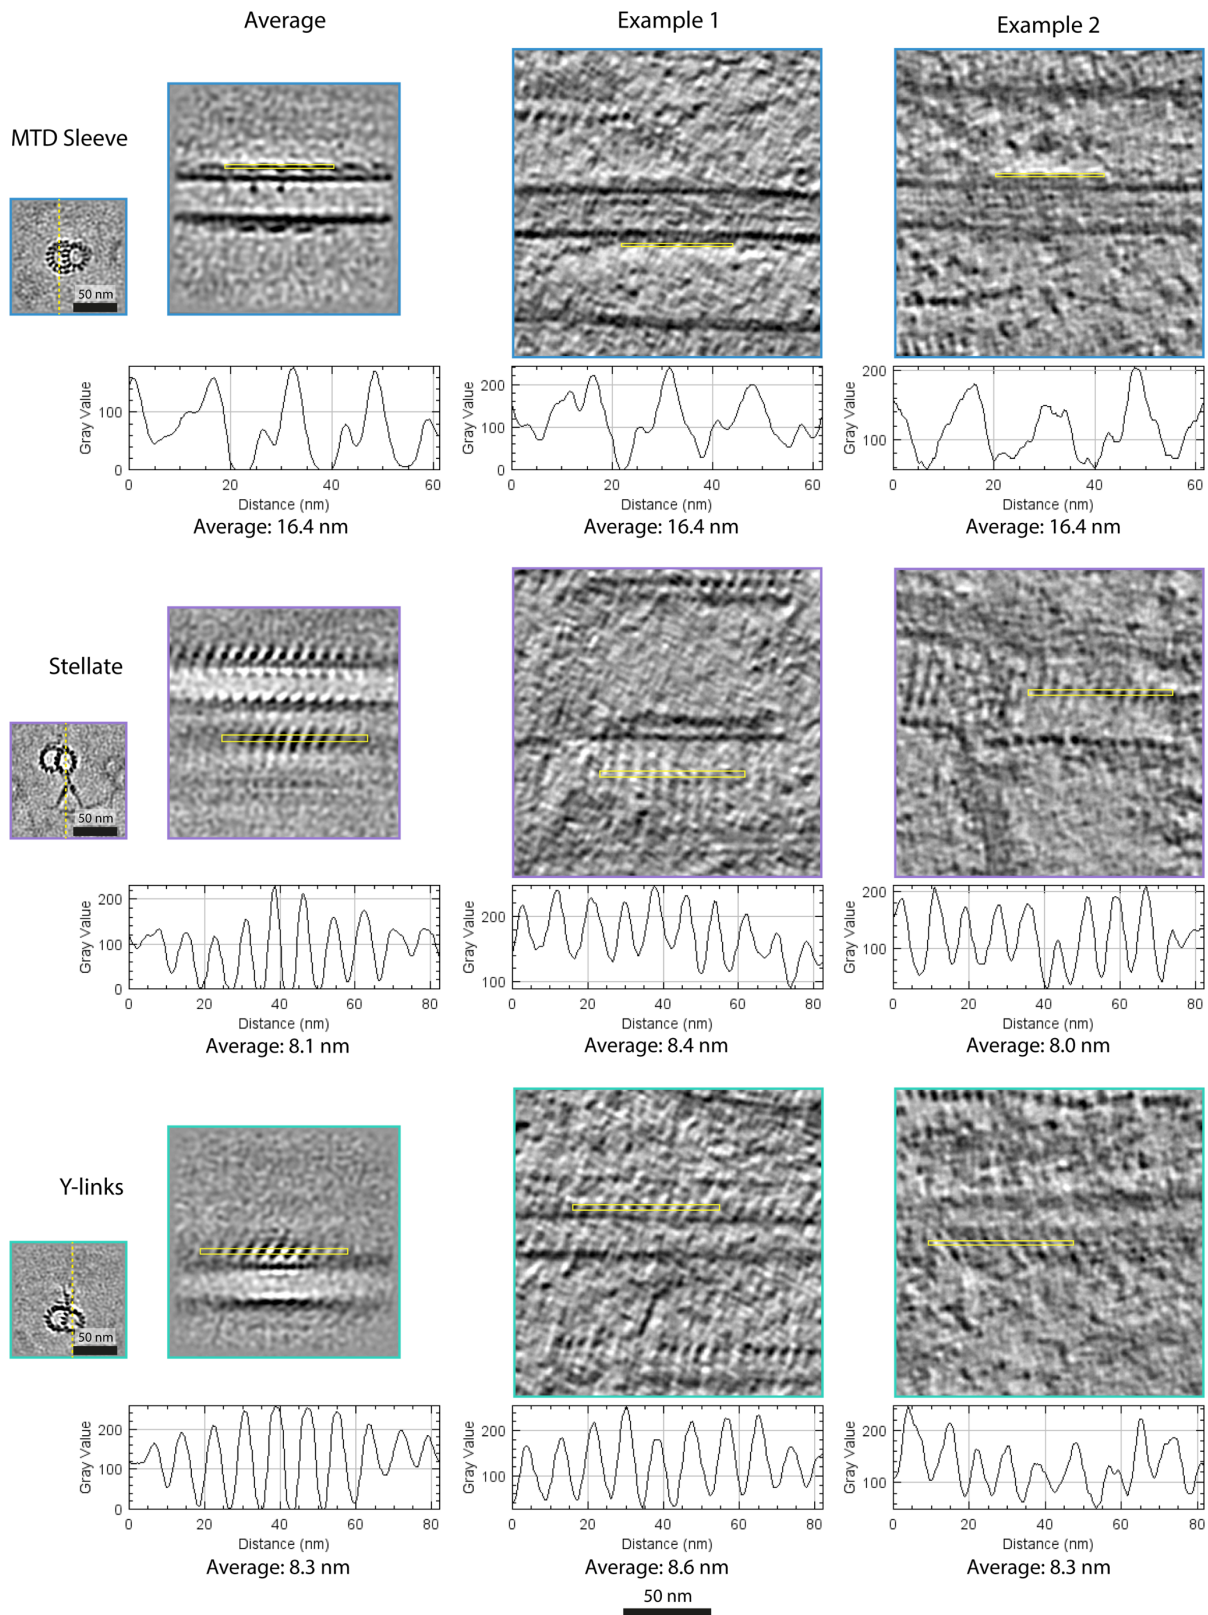 Average
Example 1
Example 2
MTD Sleeve
50 nm
Gray Value
100
0
0
20
40
60
Distance (nm)
Average: 16.4 nm
Gray Value
200
100
0
0
20
40
60
Distance (nm)
Average: 16.4 nm
Gray Value
200
100
0
20
40
60
Distance (nm)
Average: 16.4 nm
Stellate
50 nm
Gray Value
200
100
0
0
20
40
60
80
Distance (nm)
Average: 8.1 nm
Gray Value
200
100
0
20
40
60
80
Distance (nm)
Average: 8.4 nm
Gray Value
200
100
0
20
40
60
80
Distance (nm)
Average: 8.0 nm
Y-links
50 nm
Gray Value
200
100
0
0
20
40
60
80
Distance (nm)
Average: 8.3 nm
Gray Value
200
100
0
20
40
60
80
Distance (nm)
Average: 8.6 nm
Gray Value
200
100
0
20
40
60
80
Distance (nm)
Average: 8.3 nm
50 nm